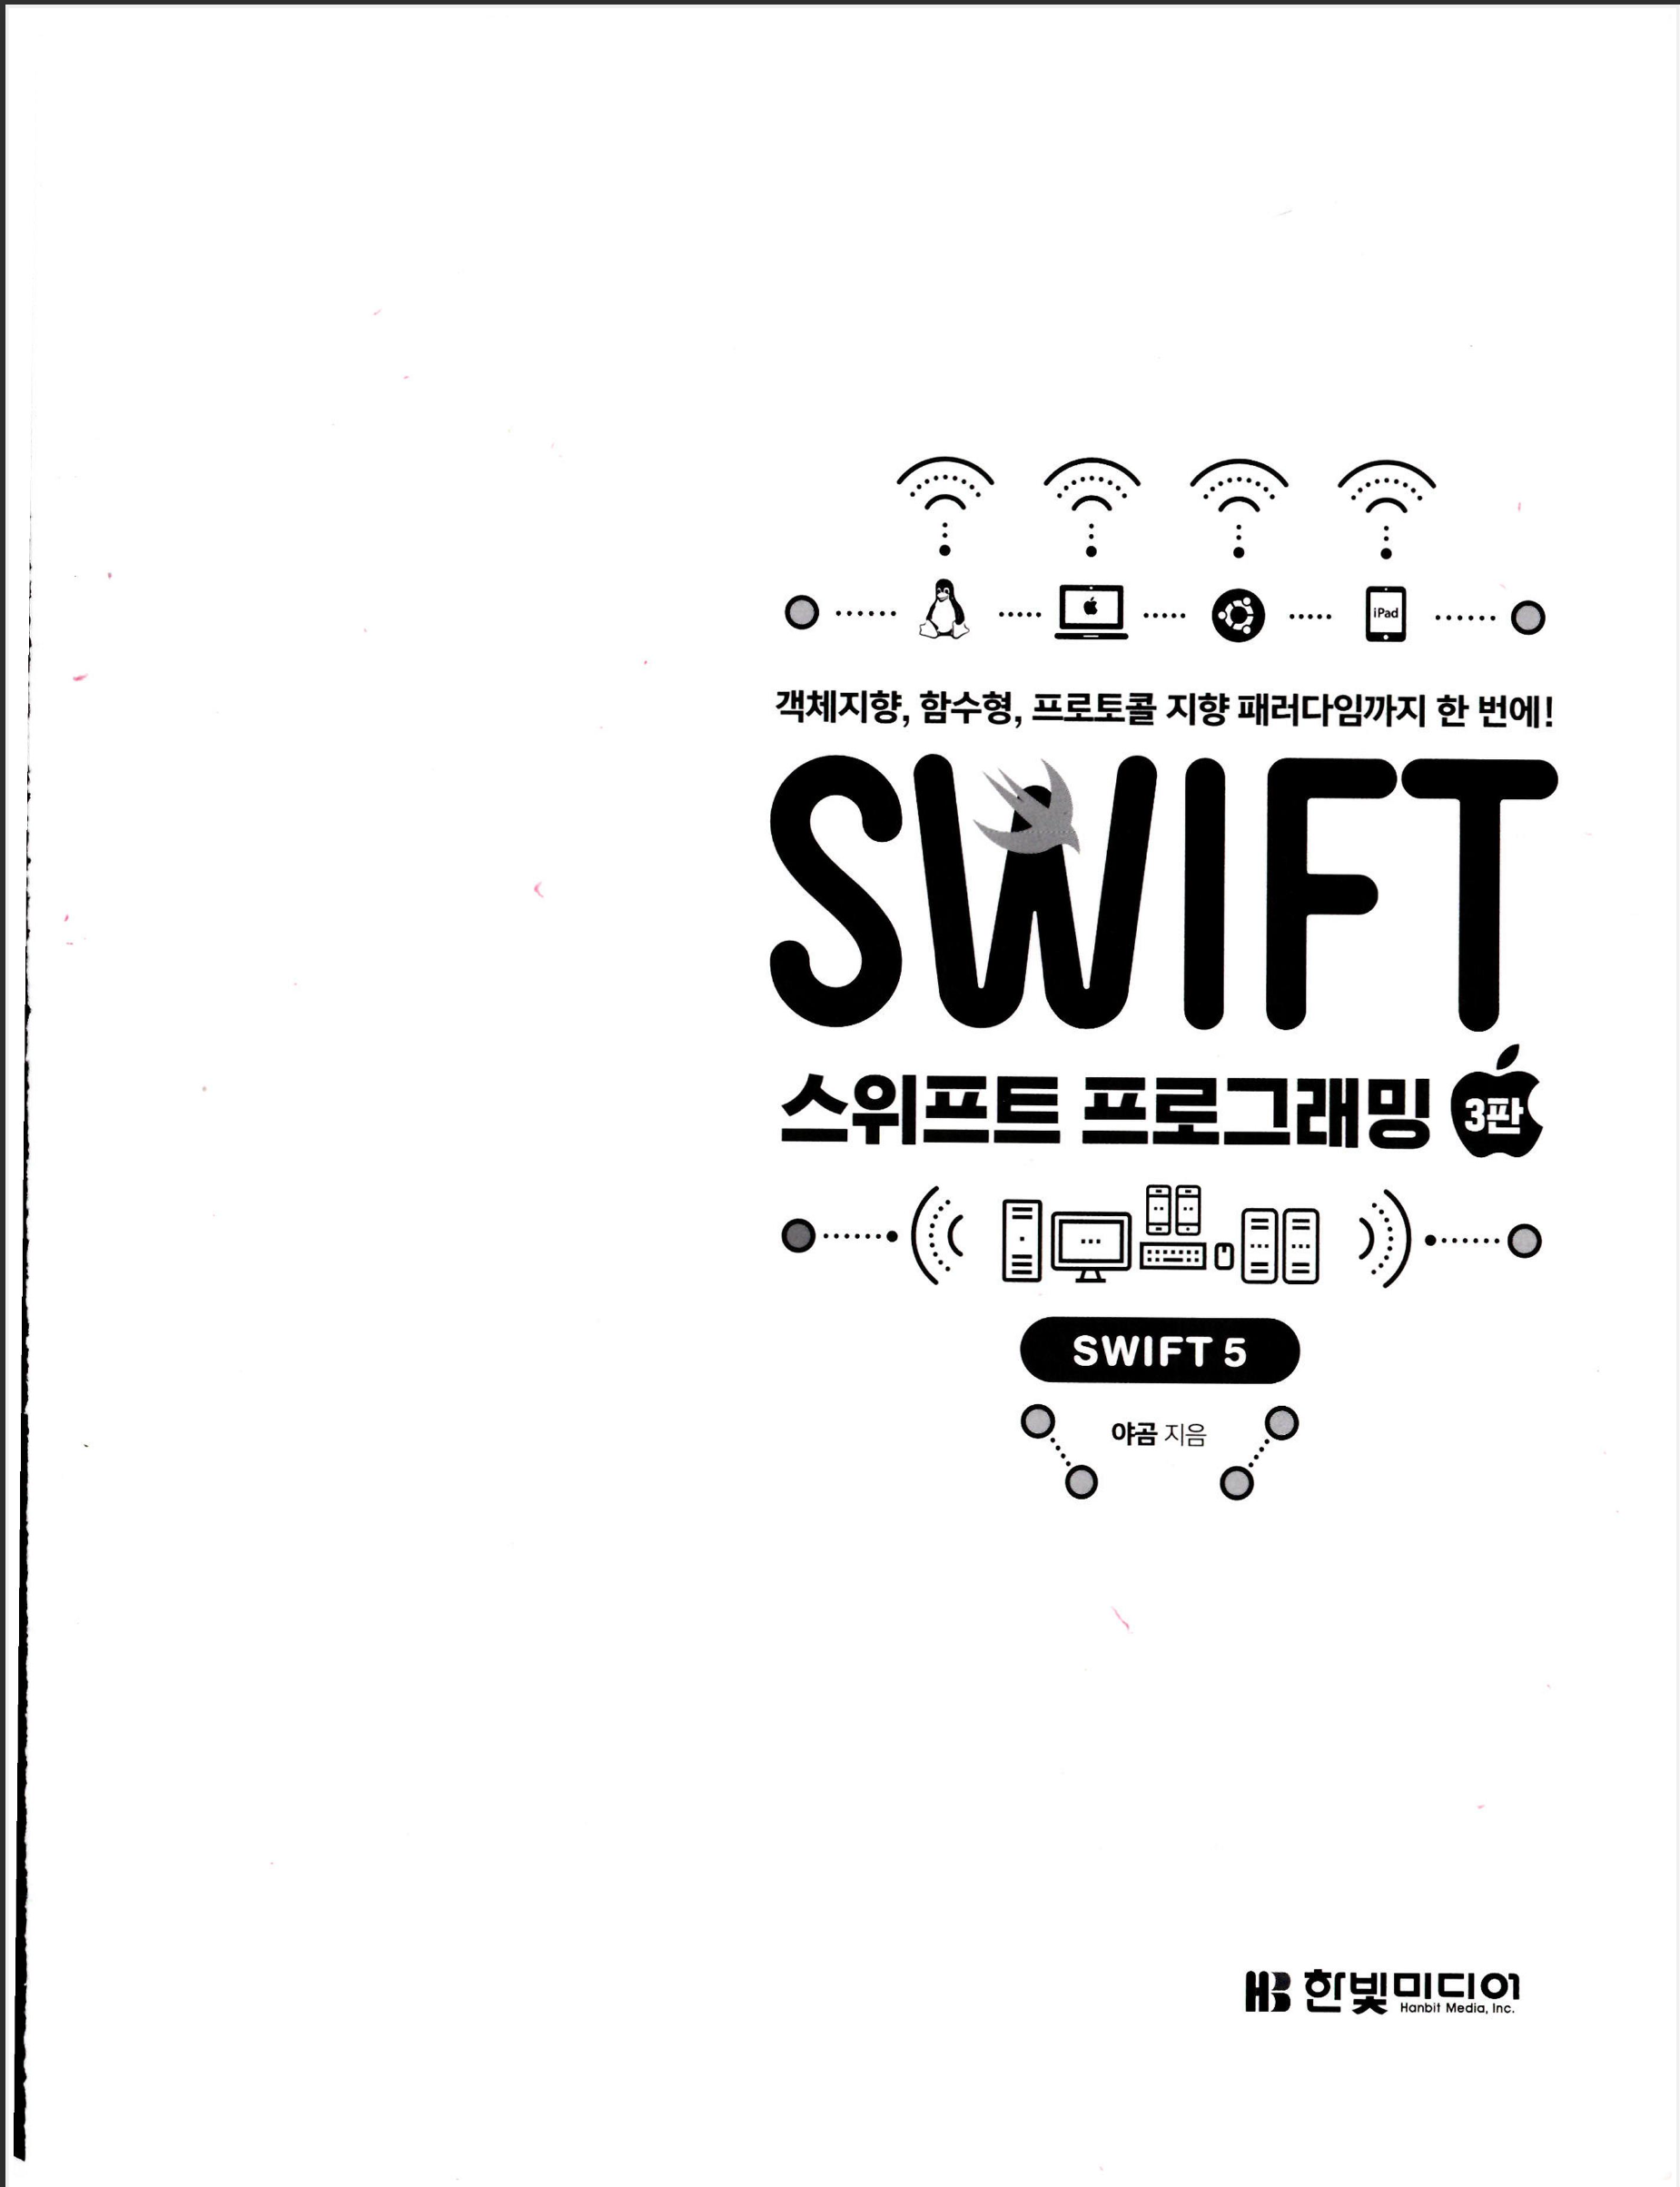 iPad
객체지향, 함수형, 프로토콜 지향 패러다임까지 한 번에!
SWIFT
스위프트 프로그래밍 3판
SWIFT 5
야곰 지음
HB 한빛미디어
Hanbit Media, Inc.